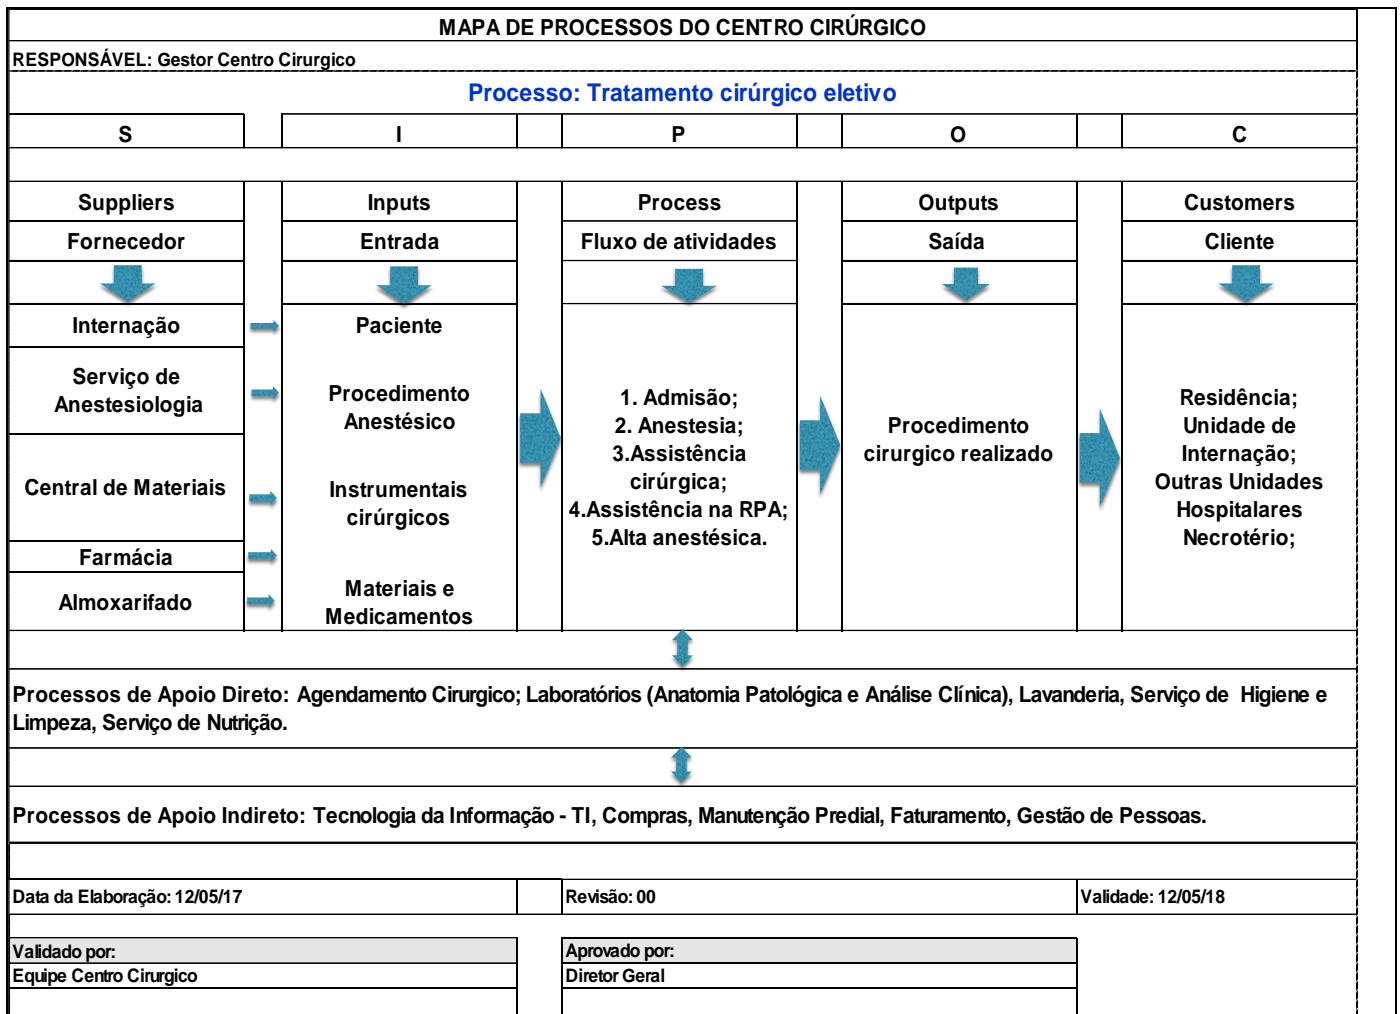 MAPA DE PROCESSOS DO CENTRO CIRÚRGICO
RESPONSÁVEL: Gestor Centro Cirurgico
Processo: Tratamento cirúrgico eletivo
S I P O C
Suppliers Inputs Process Outputs Customers
Fornecedor Entrada Fluxo de atividades Saída Cliente
Internação
Serviço de
Anestesiologia
Central de Materiais
Farmácia
Almoxarifado
Paciente
Procedimento
Anestésico
Instrumentais
cirúrgicos
Materiais e
Medicamentos
1. Admisão;
2. Anestesia;
3.Assistência
cirúrgica;
4.Assistência na RPA;
5.Alta anestésica.
Procedimento
cirurgico realizado
Residência;
Unidade de
Internação;
Outras Unidades
Hospitalares
Necrotério;
Processos de Apoio Direto: Agendamento Cirurgico; Laboratórios (Anatomia Patológica e Análise Clínica), Lavanderia, Serviço de Higiene e
Limpeza, Serviço de Nutrição.
Processos de Apoio Indireto: Tecnologia da Informação - TI, Compras, Manutenção Predial, Faturamento, Gestão de Pessoas.
Data da Elaboração: 12/05/17 Revisão: 00 Validade: 12/05/18
Validado por: Aprovado por:
Equipe Centro Cirurgico Diretor Geral